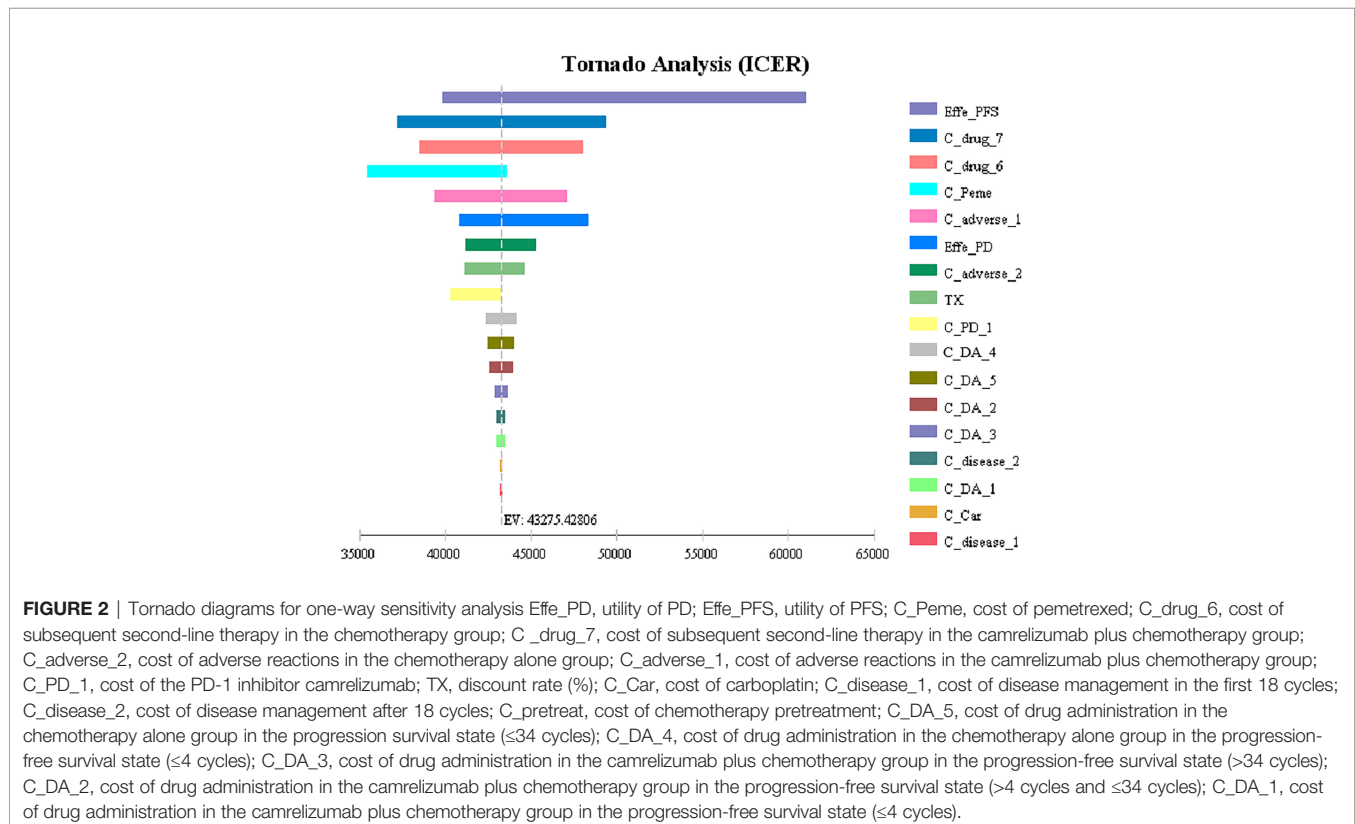 Tornado Analysis (ICER)
Effe_PFS
C_drug_7
C_drug_6
C_Peme
C_adverse_1
Effe_PD
C_adverse_2
TX
C_PD_1
C_DA_4
C_DA_5
C_DA_2
C_DA_3
C_disease_2
C_DA_1
C_Car
C_disease_1
EV: 43275.42806
35000 40000 45000 50000 55000 60000 65000
FIGURE 2 | Tornado diagrams for one-way sensitivity analysis Effe_PD, utility of PD; Effe_PFS, utility of PFS; C_Peme, cost of pemetrexed; C_drug_6, cost of
subsequent second-line therapy in the chemotherapy group; C _drug_7, cost of subsequent second-line therapy in the camrelizumab plus chemotherapy group;
C_adverse_2, cost of adverse reactions in the chemotherapy alone group; C_adverse_1, cost of adverse reactions in the camrelizumab plus chemotherapy group;
C_PD_1, cost of the PD-1 inhibitor camrelizumab; TX, discount rate (%); C_Car, cost of carboplatin; C_disease_1, cost of disease management in the first 18 cycles;
C_disease_2, cost of disease management after 18 cycles; C_pretreat, cost of chemotherapy pretreatment; C_DA_5, cost of drug administration in the
chemotherapy alone group in the progression survival state (≤34 cycles); C_DA_4, cost of drug administration in the chemotherapy alone group in the progression-
free survival state (≤4 cycles); C_DA_3, cost of drug administration in the camrelizumab plus chemotherapy group in the progression-free survival state (>34 cycles);
C_DA_2, cost of drug administration in the camrelizumab plus chemotherapy group in the progression-free survival state (>4 cycles and ≤34 cycles); C_DA_1, cost
of drug administration in the camrelizumab plus chemotherapy group in the progression-free survival state (≤4 cycles).